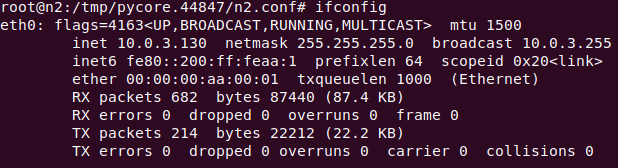 root@n2:/tmp/pycore.44847/n2.conf# ifconfig
eth0: flags=4163<UP,BROADCAST,RUNNING,MULTICAST>  mtu 1500
        inet 10.0.3.130  netmask 255.255.255.0  broadcast 10.0.3.255
        inet6 fe80::200:ff:feaa:1  prefixlen 64  scopeid 0x20<link>
        ether 00:00:00:aa:00:01  txqueuelen 1000  (Ethernet)
        RX packets 682  bytes 87440 (87.4 KB)
        RX errors 0  dropped 0  overruns 0  frame 0
        TX packets 214  bytes 22212 (22.2 KB)
        TX errors 0  dropped 0 overruns 0  carrier 0  collisions 0